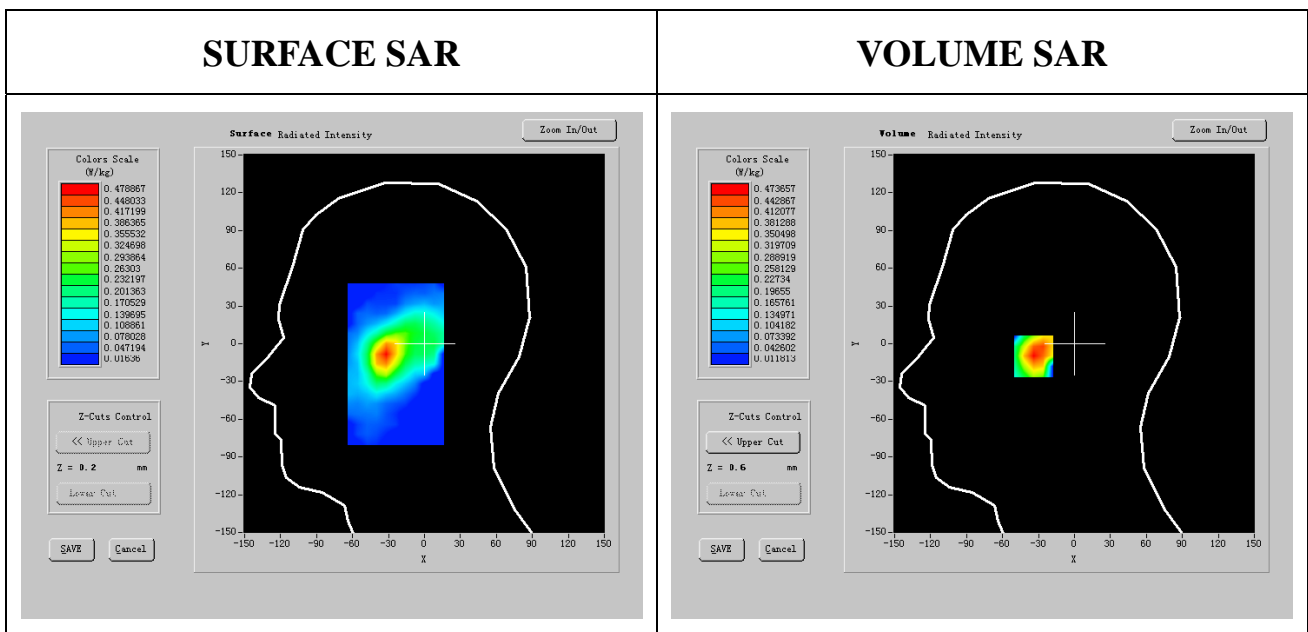 SURFACE SAR
VOLUME SAR
Surface Radiated Intensity
Zoom In/Out
Colors Scale
(W/kg)
0.478867
0.448033
0.417199
0.386365
0.355532
0.324698
0.293864
0.26303
0.232197
0.201363
0.170529
0.139695
0.108861
0.078028
0.047194
0.01636
Z-Cuts Control
<< Upper Cut
Z = 0.2 mm
Lower Cut
SAVE Cancel
150
120
90
60
30
0
-30
-60
-90
-120
-150
Y
-150 -120 -90 -60 -30 0 30 60 90 120 150
X
Volume Radiated Intensity
Zoom In/Out
Colors Scale
(W/kg)
0.473657
0.442867
0.412077
0.381288
0.350498
0.319709
0.288919
0.258129
0.22734
0.19655
0.165761
0.134971
0.104182
0.073392
0.042602
0.011813
Z-Cuts Control
<< Upper Cut
Z = 0.6 mm
Lower Cut
SAVE Cancel
150
120
90
60
30
0
-30
-60
-90
-120
-150
Y
-150 -120 -90 -60 -30 0 30 60 90 120 150
X